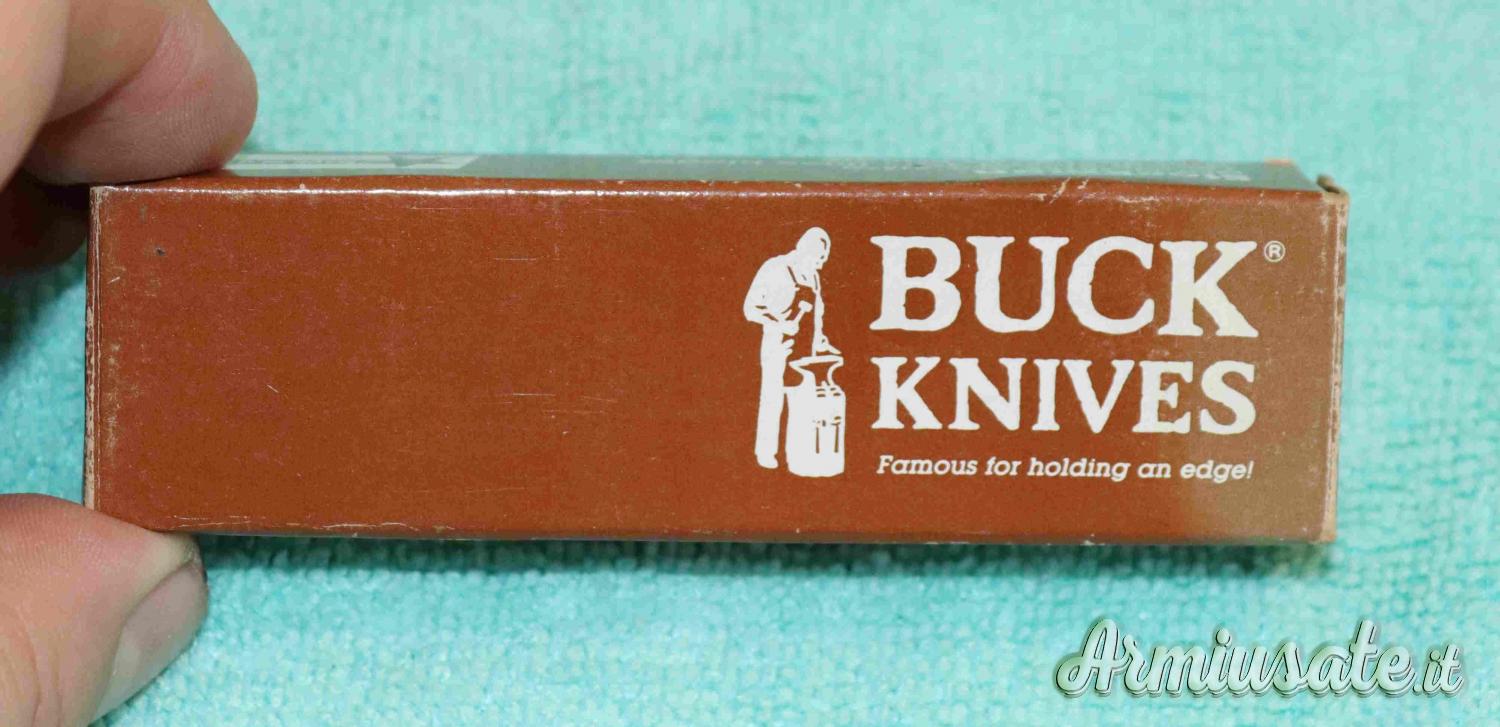 BUCK®
KNIVES
Famous for holding an edge!
Armiusate.it